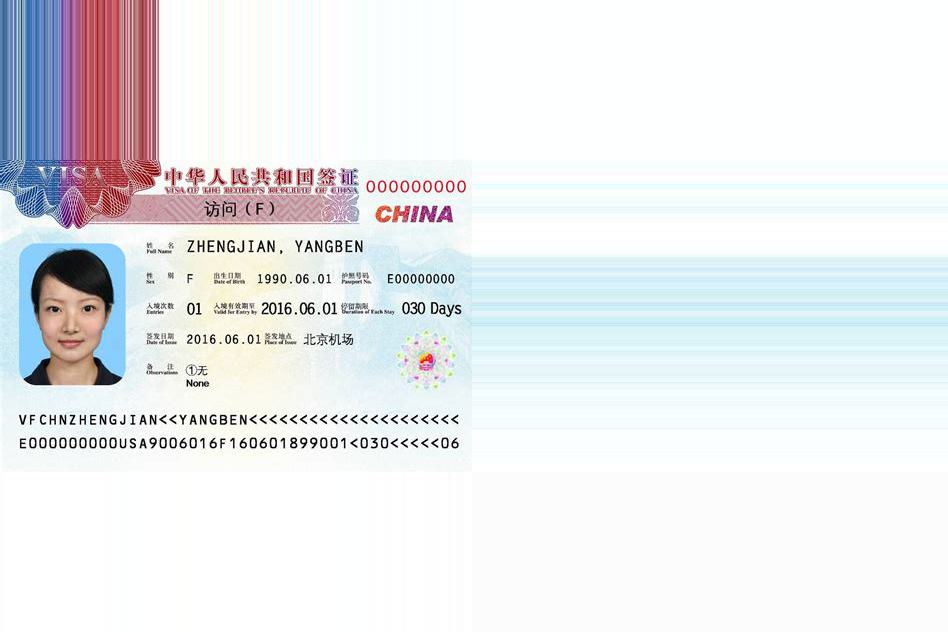 VISA
中华人民共和国签证
VISA OF THE PEOPLE'S REPUBLIC OF CHINA
000000000
访问（F）
CHINA
姓 名 Full Name ZHENGJIAN, YANGBEN
性 别 Sex F 出生日期 Date of Birth 1990.06.01 护照号码 Passport No. E00000000
入境次数 Entries 01 入境有效期至 Valid for Entry by 2016.06.01 停留期限 Duration of Each Stay 030 Days
签发日期 Date of Issue 2016.06.01 签发地点 Place of Issue 北京机场
备 注 Observations ①无
None
VFCHNZHENGJIAN<<YANGBEN<<<<<<<<<<<<<<<<<<<<<
E000000000USA9006016F160601899001<030<<<<<06